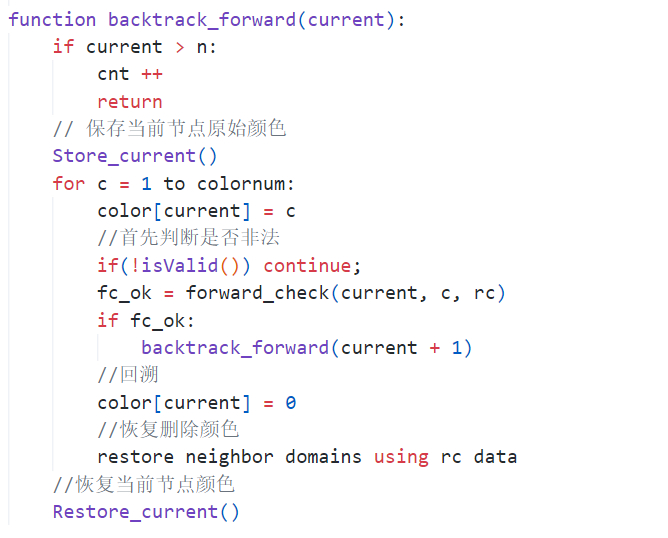 function backtrack_forward(current):
    if current > n:
        cnt ++
        return
    // 保存当前节点原始颜色
    Store_current()
    for c = 1 to colornum:
        color[current] = c
        //首先判断是否非法
        if(!isValid()) continue;
        fc_ok = forward_check(current, c, rc)
        if fc_ok:
            backtrack_forward(current + 1)
        //回溯
        color[current] = 0
        //恢复删除颜色
        restore neighbor domains using rc data
    //恢复当前节点颜色
    Restore_current()